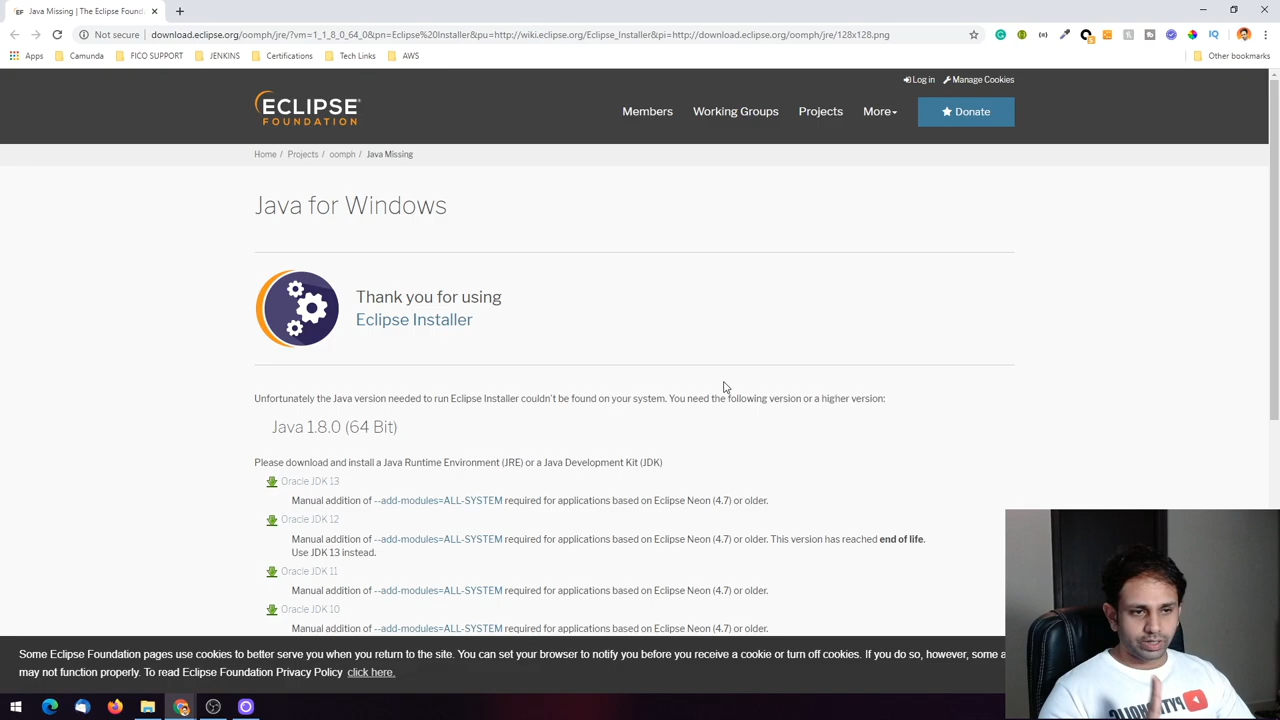 Java Missing | The Eclipse Found
Not secure | download.eclipse.org/oomph/jre/?vm=1_1_8_0_64_0&pn=Eclipse%20Installer&pu=http://wiki.eclipse.org/Eclipse_Installer&pi=http://download.eclipse.org/oomph/jre/128x128.png
Apps Camunda FICO SUPPORT JENKINS Certifications Tech Links AWS Other bookmarks
Log in Manage Cookies
ECLIPSE
FOUNDATION
Members Working Groups Projects More Donate
Home / Projects / oomph / Java Missing
Java for Windows
Thank you for using
Eclipse Installer
Unfortunately the Java version needed to run Eclipse Installer couldn't be found on your system. You need the following version or a higher version:
Java 1.8.0 (64 Bit)
Please download and install a Java Runtime Environment (JRE) or a Java Development Kit (JDK)
Oracle JDK 13
Manual addition of --add-modules=ALL-SYSTEM required for applications based on Eclipse Neon (4.7) or older.
Oracle JDK 12
Manual addition of --add-modules=ALL-SYSTEM required for applications based on Eclipse Neon (4.7) or older. This version has reached end of life.
Use JDK 13 instead.
Oracle JDK 11
Manual addition of --add-modules=ALL-SYSTEM required for applications based on Eclipse Neon (4.7) or older.
Oracle JDK 10
Manual addition of --add-modules=ALL-SYSTEM required for applications based on Eclipse Neon (4.7) or older.
Some Eclipse Foundation pages use cookies to better serve you when you return to the site. You can set your browser to notify you before you receive a cookie or turn off cookies. If you do so, however, some a
may not function properly. To read Eclipse Foundation Privacy Policy click here.